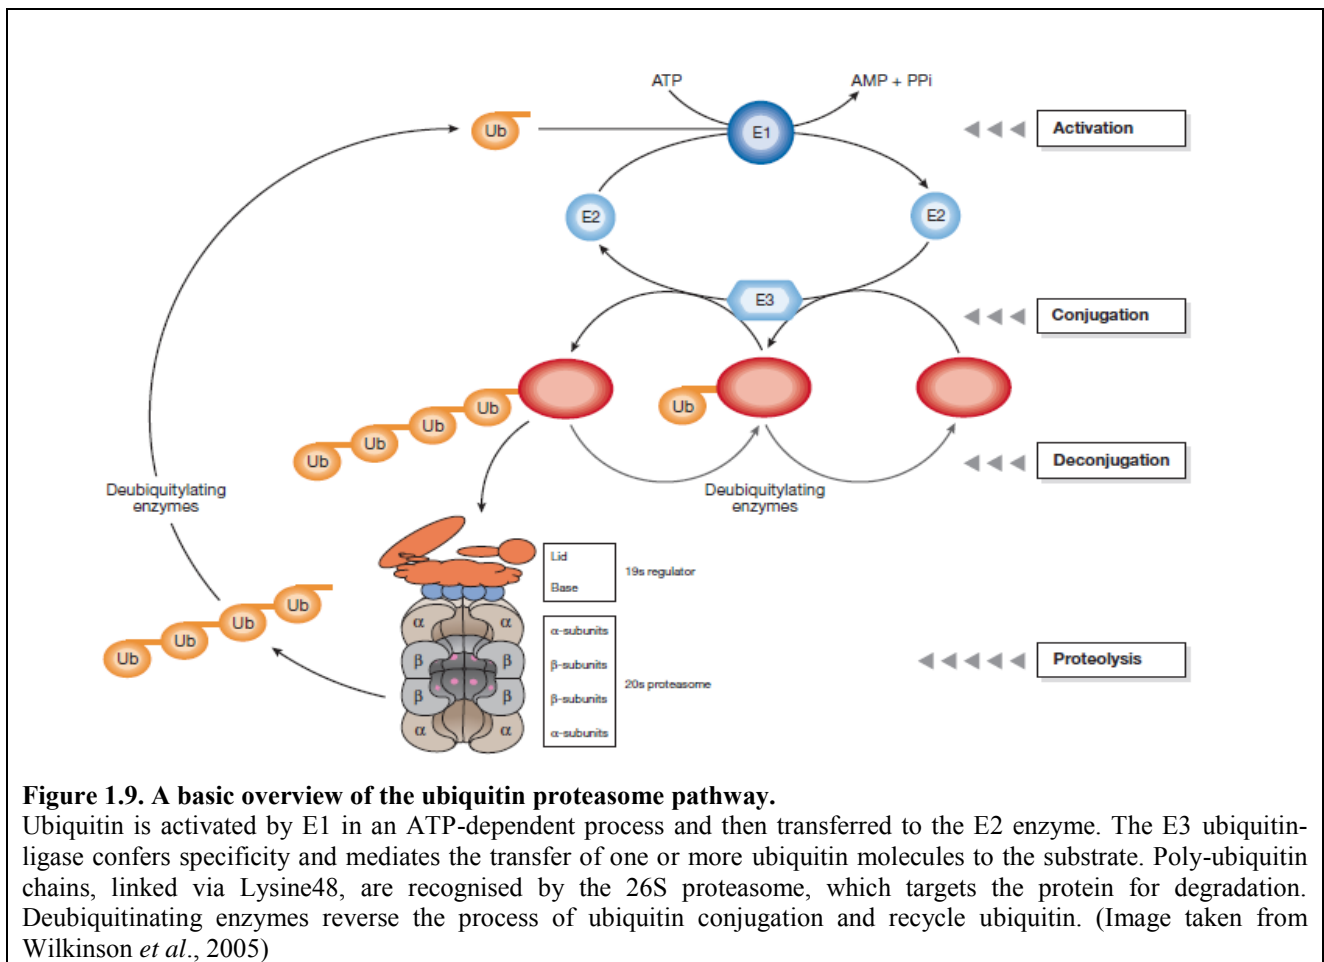 ATP
AMP + PPi
Ub
E1
Activation
E2
E2
E3
Conjugation
Ub
Ub
Ub
Ub
Ub
Deconjugation
Deubiquitylating
enzymes
Deubiquitylating
enzymes
Lid
Base
19s regulator
α
α
α-subunits
β
β
β-subunits
20s proteasome
β
β
β-subunits
α
α
α-subunits
Ub
Ub
Ub
Ub
Proteolysis
Figure 1.9. A basic overview of the ubiquitin proteasome pathway.
Ubiquitin is activated by E1 in an ATP-dependent process and then transferred to the E2 enzyme. The E3 ubiquitin-
ligase confers specificity and mediates the transfer of one or more ubiquitin molecules to the substrate. Poly-ubiquitin
chains, linked via Lysine48, are recognised by the 26S proteasome, which targets the protein for degradation.
Deubiquitinating enzymes reverse the process of ubiquitin conjugation and recycle ubiquitin. (Image taken from
Wilkinson et al., 2005)